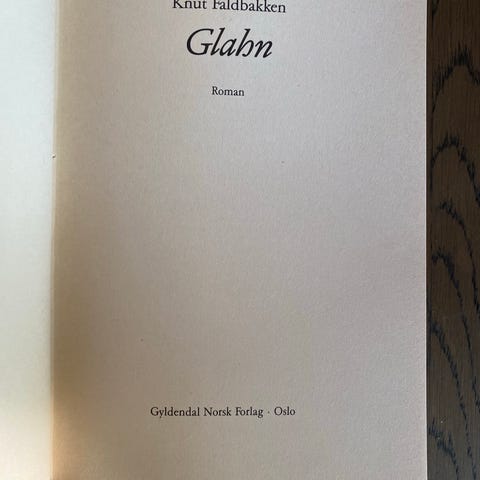 Knut Faldbakken
Glahn
Roman
Gyldendal Norsk Forlag · Oslo